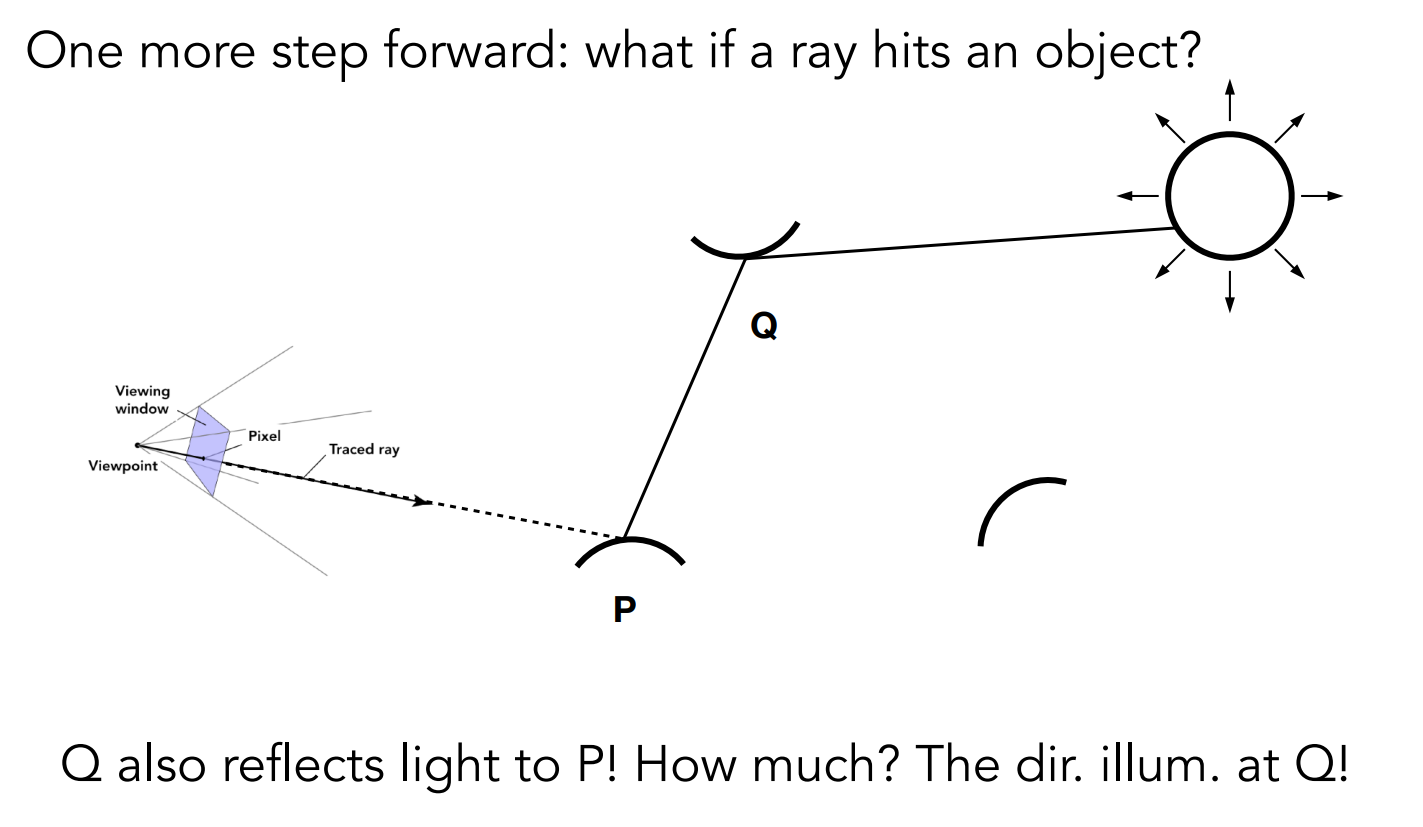 One more step forward: what if a ray hits an object?
Q
Viewing
window
Pixel
Traced ray
Viewpoint
P
Q also reflects light to P! How much? The dir. illum. at Q!